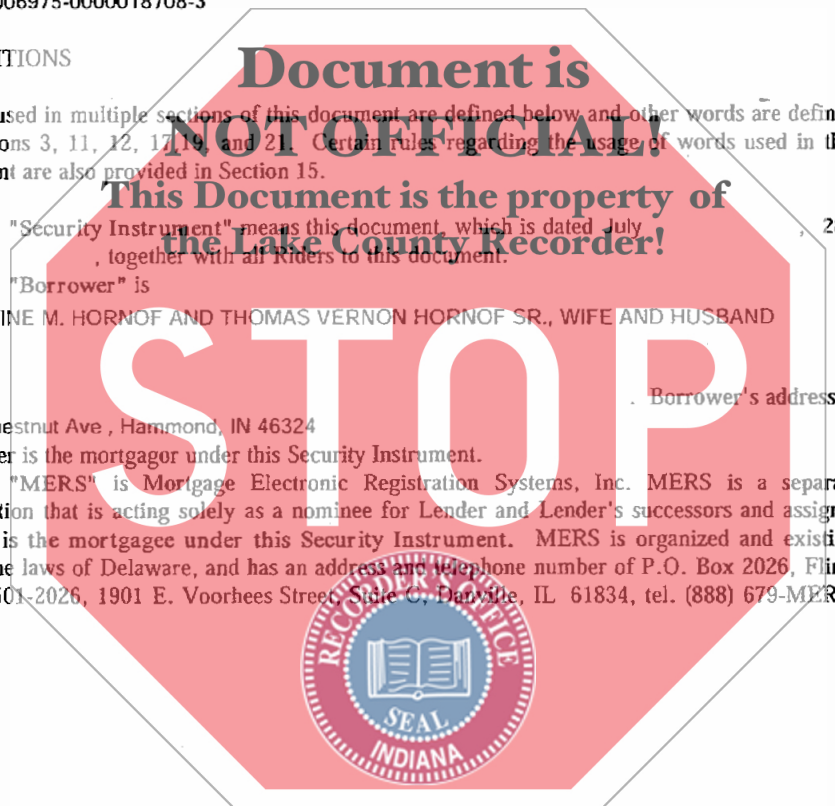 006975-0000018708-3
ITIONS
Document is
used in multiple sections of this document are defined below and other words are defin
NOT OFFICIAL!
ons 3, 11, 12, 17, 19, and 21. Certain rules regarding the usage of words used in th
nt are also provided in Section 15.
This Document is the property of
"Security Instrument" means this document, which is dated July , 2
the Lake County Recorder!
, together with all Riders to this document.
"Borrower" is
INE M. HORNOF AND THOMAS VERNON HORNOF SR., WIFE AND HUSBAND
STOP
. Borrower's address
estnut Ave , Hammond, IN 46324
er is the mortgagor under this Security Instrument.
"MERS" is Mortgage Electronic Registration Systems, Inc. MERS is a separa
tion that is acting solely as a nominee for Lender and Lender's successors and assign
is the mortgagee under this Security Instrument. MERS is organized and existi
he laws of Delaware, and has an address and telephone number of P.O. Box 2026, Flin
501-2026, 1901 E. Voorhees Street, Suite C, Danville, IL 61834, tel. (888) 679-MER
RECORDER'S OFFICE
SEAL
INDIANA